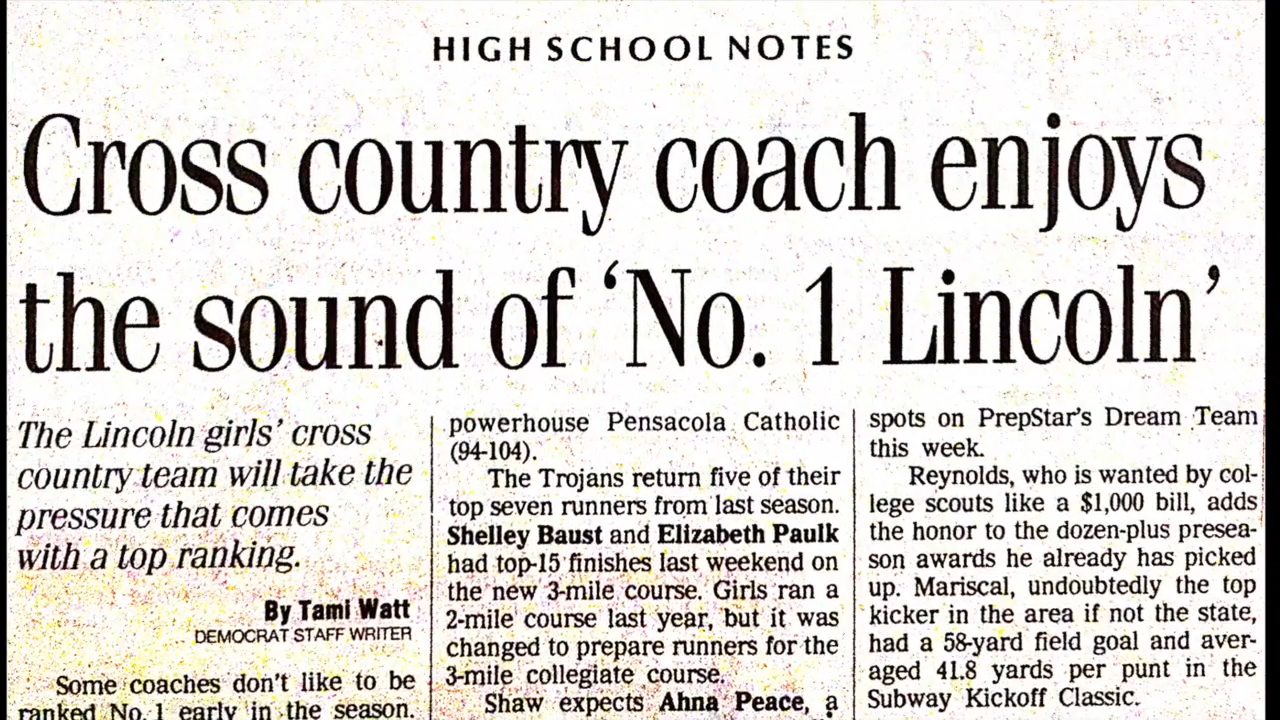 HIGH SCHOOL NOTES
Cross country coach enjoys
the sound of ‘No. 1 Lincoln’
The Lincoln girls’ cross
country team will take the
pressure that comes
with a top ranking.
By Tami Watt
DEMOCRAT STAFF WRITER
Some coaches don't like to be
ranked No. 1 early in the season.
powerhouse Pensacola Catholic
(94-104).
The Trojans return five of their
top seven runners from last season.
Shelley Baust and Elizabeth Paulk
had top-15 finishes last weekend on
the new 3-mile course. Girls ran a
2-mile course last year, but it was
changed to prepare runners for the
3-mile collegiate course.
Shaw expects Ahna Peace, a
spots on PrepStar's Dream Team
this week.
Reynolds, who is wanted by col-
lege scouts like a $1,000 bill, adds
the honor to the dozen-plus presea-
son awards he already has picked
up. Mariscal, undoubtedly the top
kicker in the area if not the state,
had a 58-yard field goal and aver-
aged 41.8 yards per punt in the
Subway Kickoff Classic.